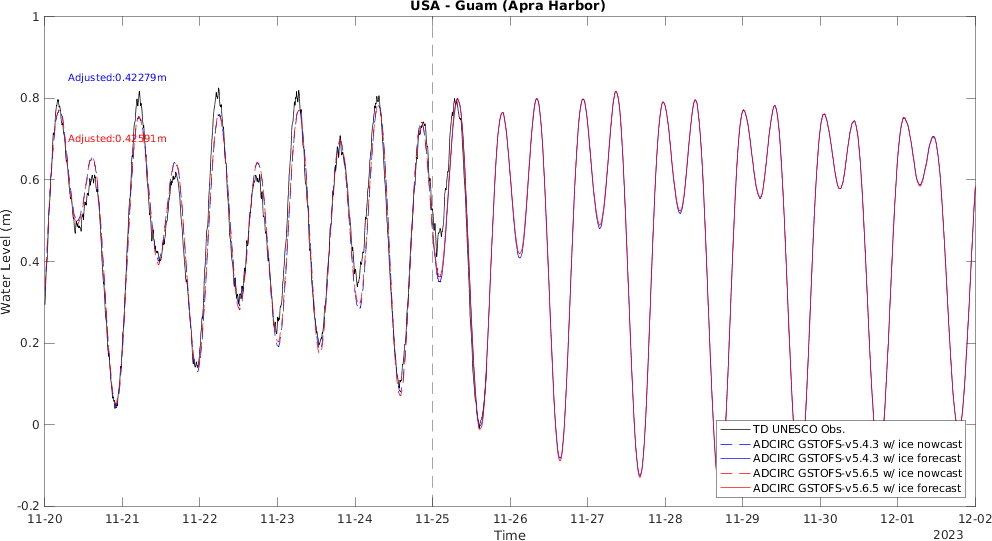 USA - Guam (Apra Harbor)
1
0.8
0.6
0.4
0.2
0
-0.2
Water Level (m)
Adjusted:0.42279m
Adjusted:0.42591m
TD UNESCO Obs.
ADCIRC GSTOFS-v5.4.3 w/ ice nowcast
ADCIRC GSTOFS-v5.4.3 w/ ice forecast
ADCIRC GSTOFS-v5.6.5 w/ ice nowcast
ADCIRC GSTOFS-v5.6.5 w/ ice forecast
11-20 11-21 11-22 11-23 11-24 11-25 11-26 11-27 11-28 11-29 11-30 12-01 12-02
Time
2023